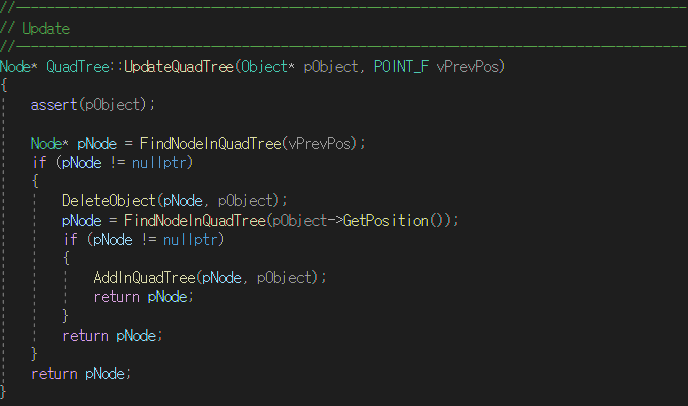 //--------------------------------------------------------------------------------------
// Update
//--------------------------------------------------------------------------------------
Node* QuadTree::UpdateQuadTree(Object* pObject, POINT_F vPrevPos)
{
    assert(pObject);
    Node* pNode = FindNodeInQuadTree(vPrevPos);
    if (pNode != nullptr)
    {
        DeleteObject(pNode, pObject);
        pNode = FindNodeInQuadTree(pObject->GetPosition());
        if (pNode != nullptr)
        {
            AddInQuadTree(pNode, pObject);
            return pNode;
        }
        return pNode;
    }
    return pNode;
}